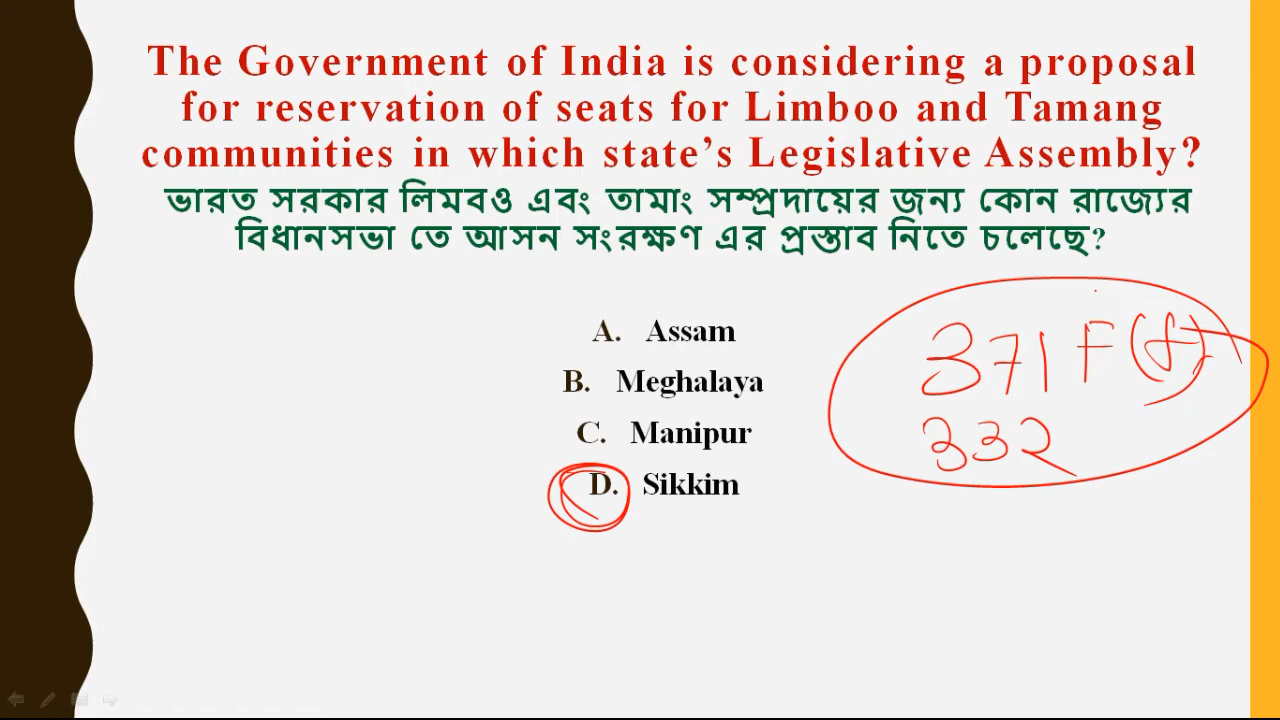 The Government of India is considering a proposal
for reservation of seats for Limboo and Tamang
communities in which state's Legislative Assembly?
ভারত সরকার লিমবও এবং তামাং সম্প্রদায়ের জন্য কোন রাজ্যের
বিধানসভা তে আসন সংরক্ষণ এর প্রস্তাব নিতে চলেছে?
A. Assam
B. Meghalaya
C. Manipur
D. Sikkim
371 F (f)
332